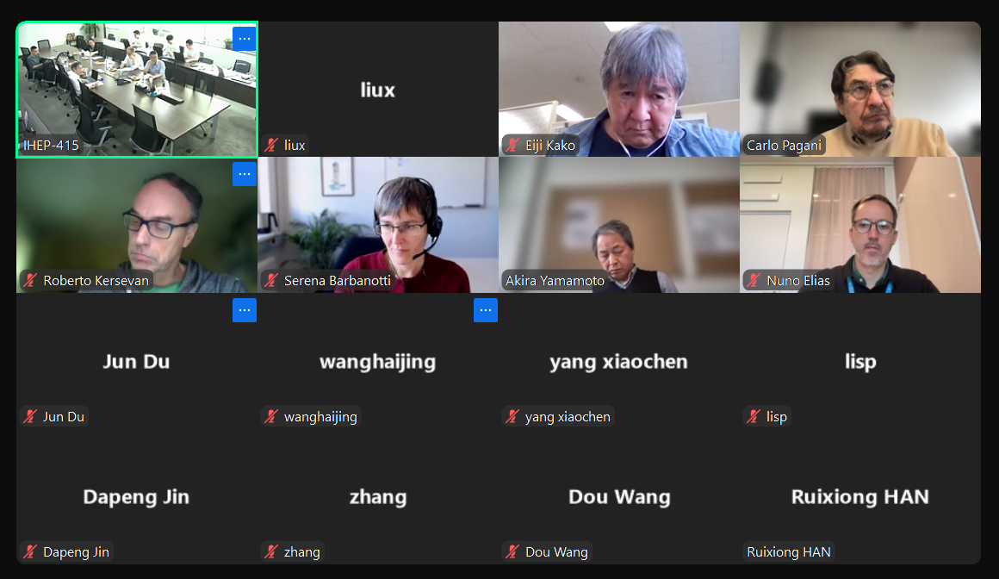 IHEP-415
liux
liux
Eiji Kako
Carlo Pagani
Roberto Kersevan
Serena Barbanotti
Akira Yamamoto
Nuno Elias
Jun Du
wanghaijing
yang xiaochen
lisp
Jun Du
wanghaijing
yang xiaochen
lisp
Dapeng Jin
zhang
Dou Wang
Ruixiong HAN
Dapeng Jin
zhang
Dou Wang
Ruixiong HAN